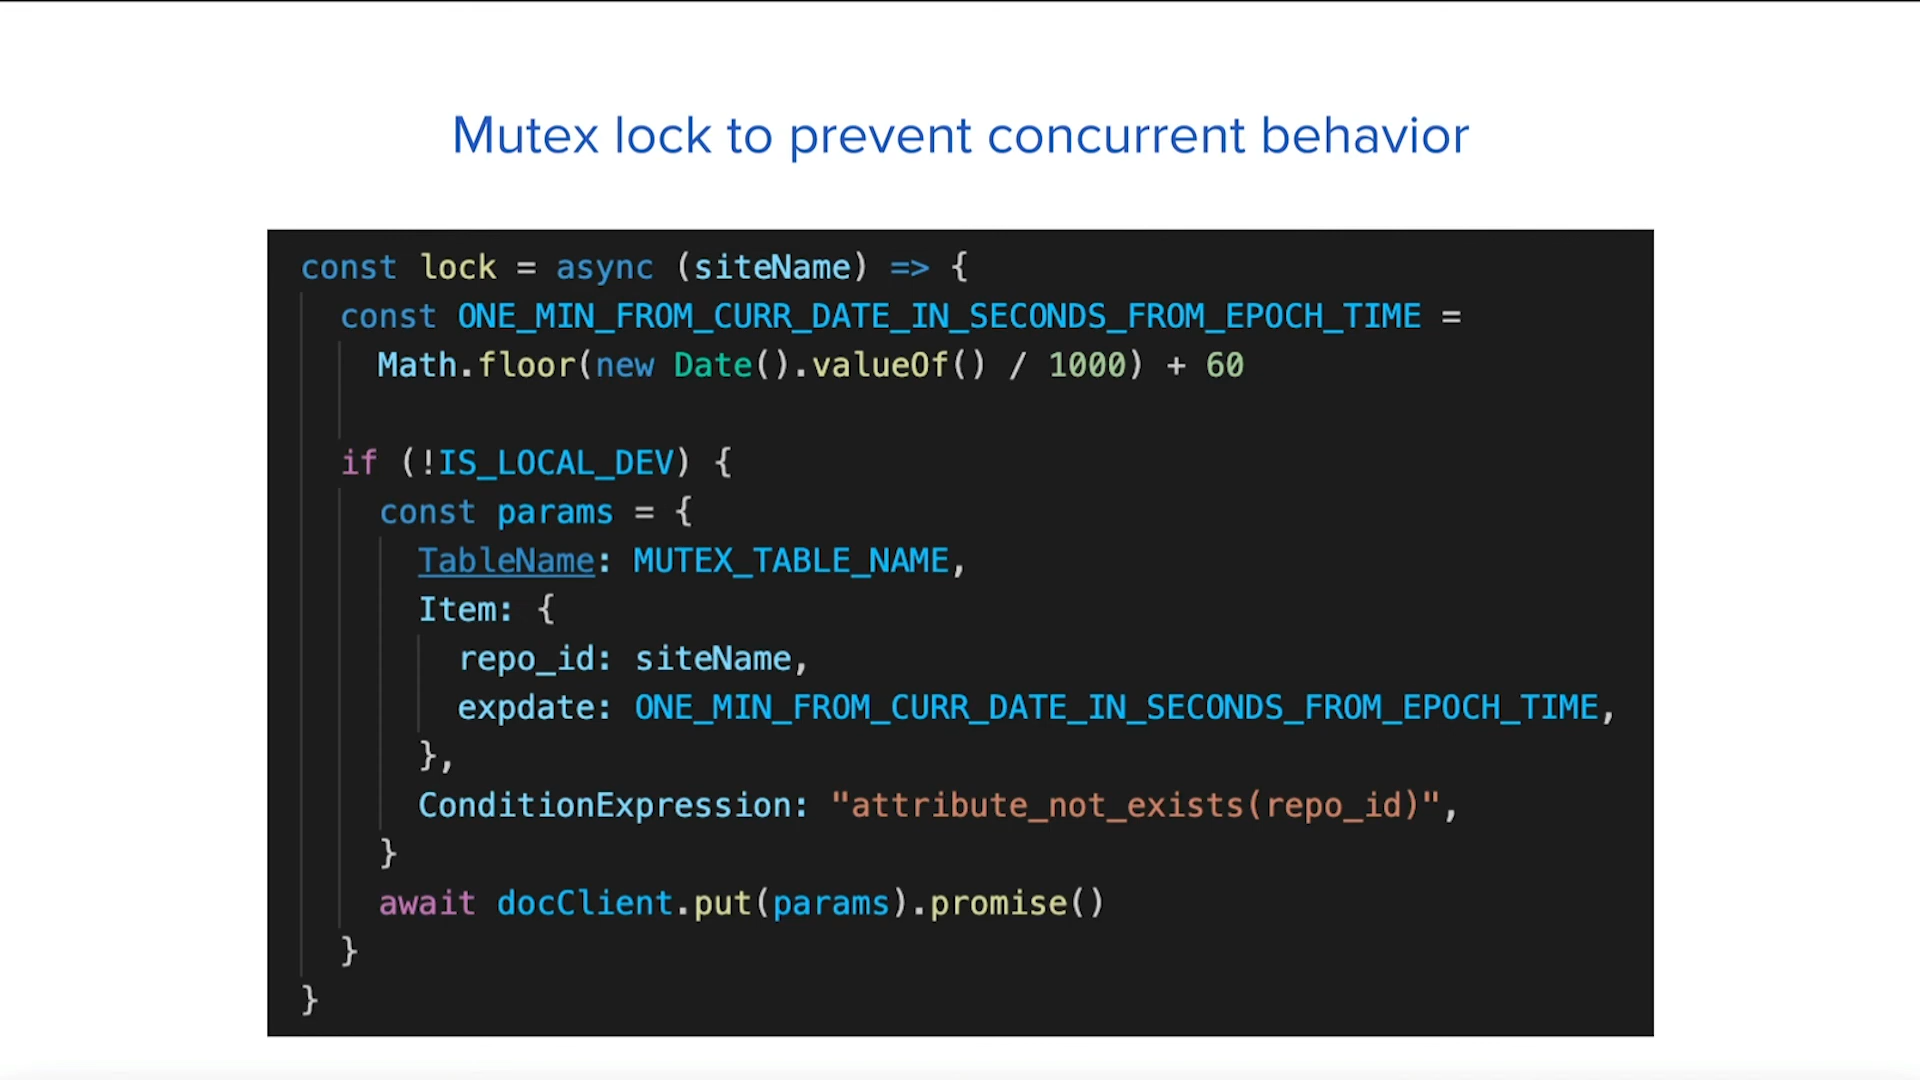 Mutex lock to prevent concurrent behavior
const lock = async (siteName) => {
const ONE_MIN_FROM_CURR_DATE_IN_SECONDS_FROM_EPOCH_TIME =
Math.floor(new Date().valueOf() / 1000) + 60
if (!IS_LOCAL_DEV) {
const params = {
TableName: MUTEX_TABLE_NAME,
Item: {
repo_id: siteName,
expdate: ONE_MIN_FROM_CURR_DATE_IN_SECONDS_FROM_EPOCH_TIME,
},
ConditionExpression: "attribute_not_exists(repo_id)",
}
await docClient.put(params).promise()
}
}